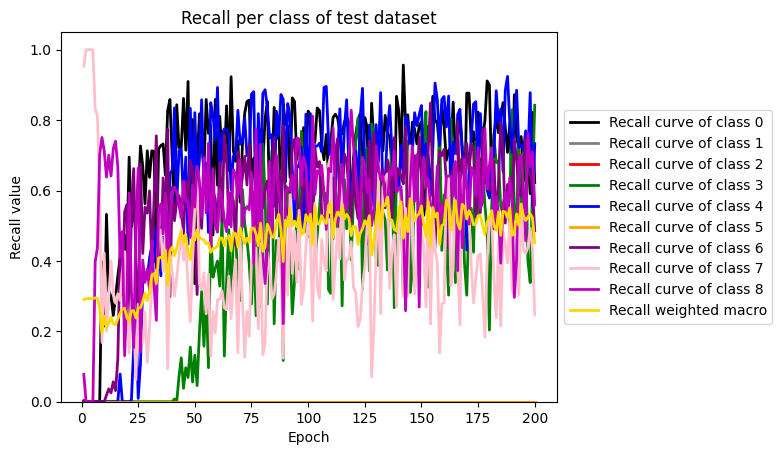 Recall per class of test dataset
Recall value
1.0
0.8
0.6
0.4
0.2
0.0
0
25
50
75
100
125
150
175
200
Epoch
Recall curve of class 0
Recall curve of class 1
Recall curve of class 2
Recall curve of class 3
Recall curve of class 4
Recall curve of class 5
Recall curve of class 6
Recall curve of class 7
Recall curve of class 8
Recall weighted macro